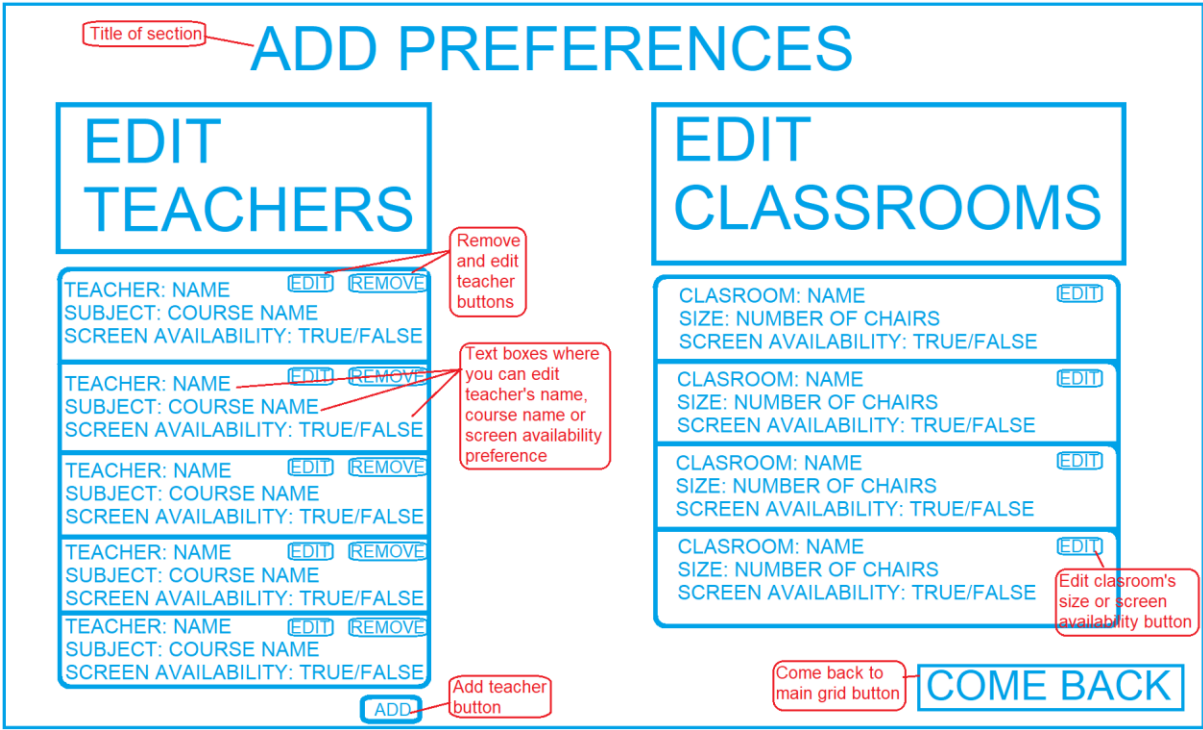 Title of section
ADD PREFERENCES
EDIT
TEACHERS
Remove
and edit
teacher
buttons
TEACHER: NAME
EDIT
REMOVE
SUBJECT: COURSE NAME
SCREEN AVAILABILITY: TRUE/FALSE
Text boxes where
you can edit
teacher's name,
course name or
screen availability
preference
TEACHER: NAME
EDIT
REMOVE
SUBJECT: COURSE NAME
SCREEN AVAILABILITY: TRUE/FALSE
TEACHER: NAME
EDIT
REMOVE
SUBJECT: COURSE NAME
SCREEN AVAILABILITY: TRUE/FALSE
TEACHER: NAME
EDIT
REMOVE
SUBJECT: COURSE NAME
SCREEN AVAILABILITY: TRUE/FALSE
TEACHER: NAME
EDIT
REMOVE
SUBJECT: COURSE NAME
SCREEN AVAILABILITY: TRUE/FALSE
ADD
Add teacher
button
EDIT
CLASSROOMS
CLASROOM: NAME
EDIT
SIZE: NUMBER OF CHAIRS
SCREEN AVAILABILITY: TRUE/FALSE
CLASROOM: NAME
EDIT
SIZE: NUMBER OF CHAIRS
SCREEN AVAILABILITY: TRUE/FALSE
CLASROOM: NAME
EDIT
SIZE: NUMBER OF CHAIRS
SCREEN AVAILABILITY: TRUE/FALSE
CLASROOM: NAME
EDIT
SIZE: NUMBER OF CHAIRS
SCREEN AVAILABILITY: TRUE/FALSE
Edit clasroom's
size or screen
availability button
Come back to
main grid button
COME BACK